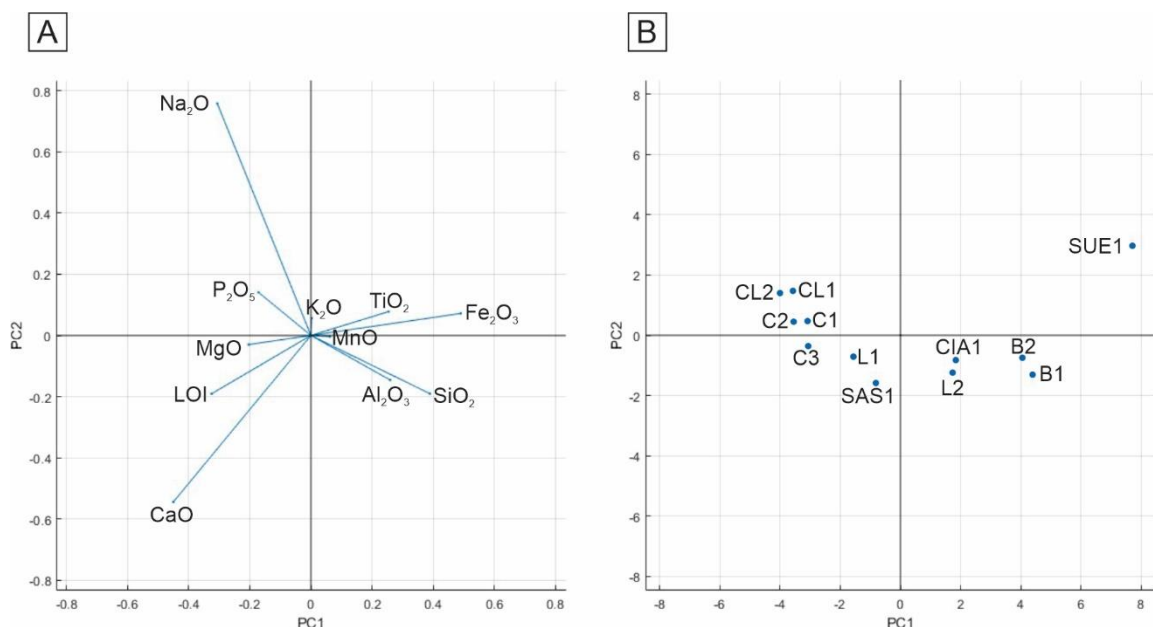 A
0.8
0.6
0.4
0.2
0
-0.2
-0.4
-0.6
-0.8
PC2
Na₂O
P₂O₅
K₂O
TiO₂
Fe₂O₃
MnO
MgO
LOI
Al₂O₃
SiO₂
CaO
-0.8 -0.6 -0.4 -0.2 0 0.2 0.4 0.6 0.8
PC1
B
8
6
4
2
0
-2
-4
-6
-8
PC2
SUE1
CL2 CL1
C2 C1
C3 L1 CIA1 B2
SAS1 L2 B1
-8 -6 -4 -2 0 2 4 6 8
PC1